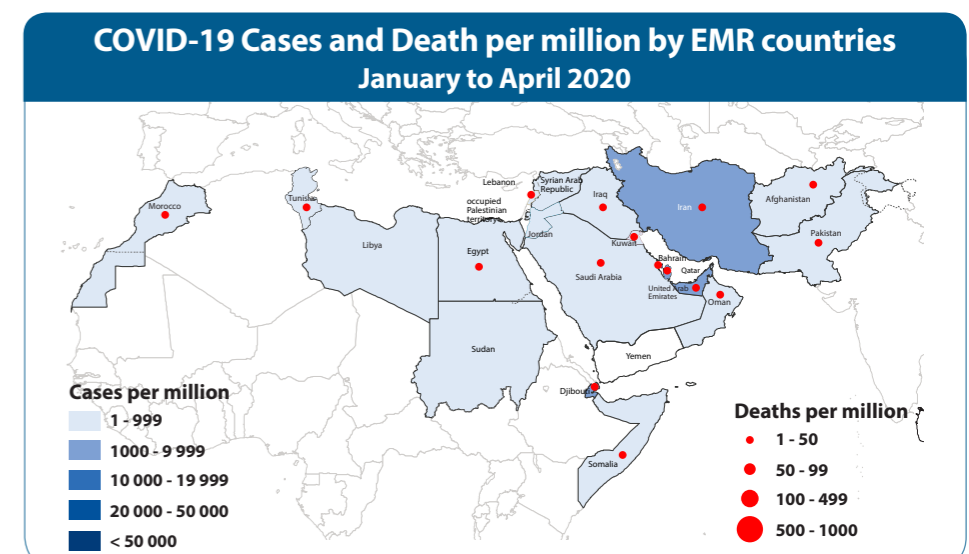 COVID-19 Cases and Death per million by EMR countries
January to April 2020
Morocco
Tunisia
Libya
Egypt
Sudan
Lebanon
occupied
Palestinian
territory
Syrian Arab
Republic
Jordan
Iraq
Kuwait
Saudi Arabia
Bahrain
Qatar
United Arab
Emirates
Oman
Yemen
Iran
Afghanistan
Pakistan
Djibouti
Somalia
Cases per million
1 - 999
1000 - 9 999
10 000 - 19 999
20 000 - 50 000
< 50 000
Deaths per million
1 - 50
50 - 99
100 - 499
500 - 1000